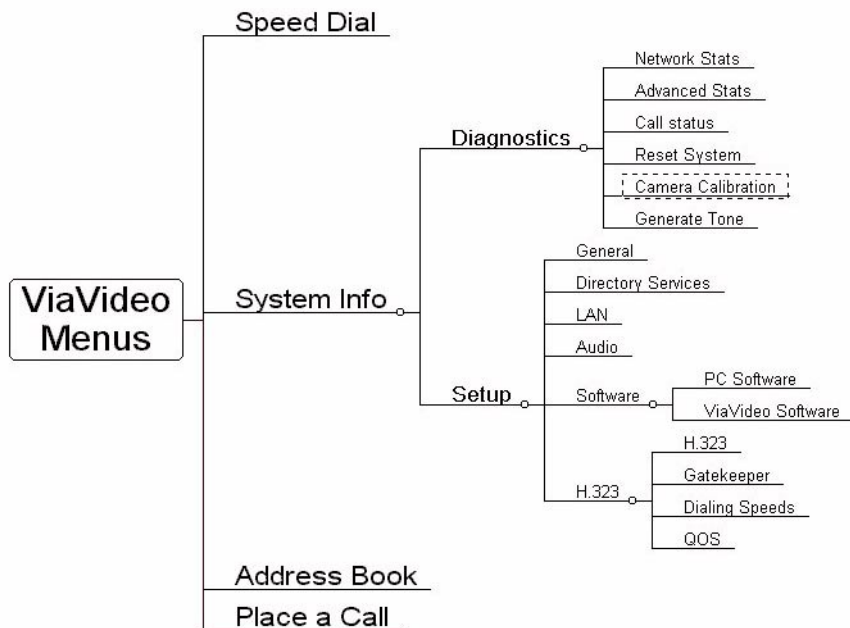 ViaVideo
Menus
Speed Dial
System Info
Diagnostics
Network Stats
Advanced Stats
Call status
Reset System
Camera Calibration
Generate Tone
Setup
General
Directory Services
LAN
Audio
Software
PC Software
ViaVideo Software
H.323
H.323
Gatekeeper
Dialing Speeds
QOS
Address Book
Place a Call